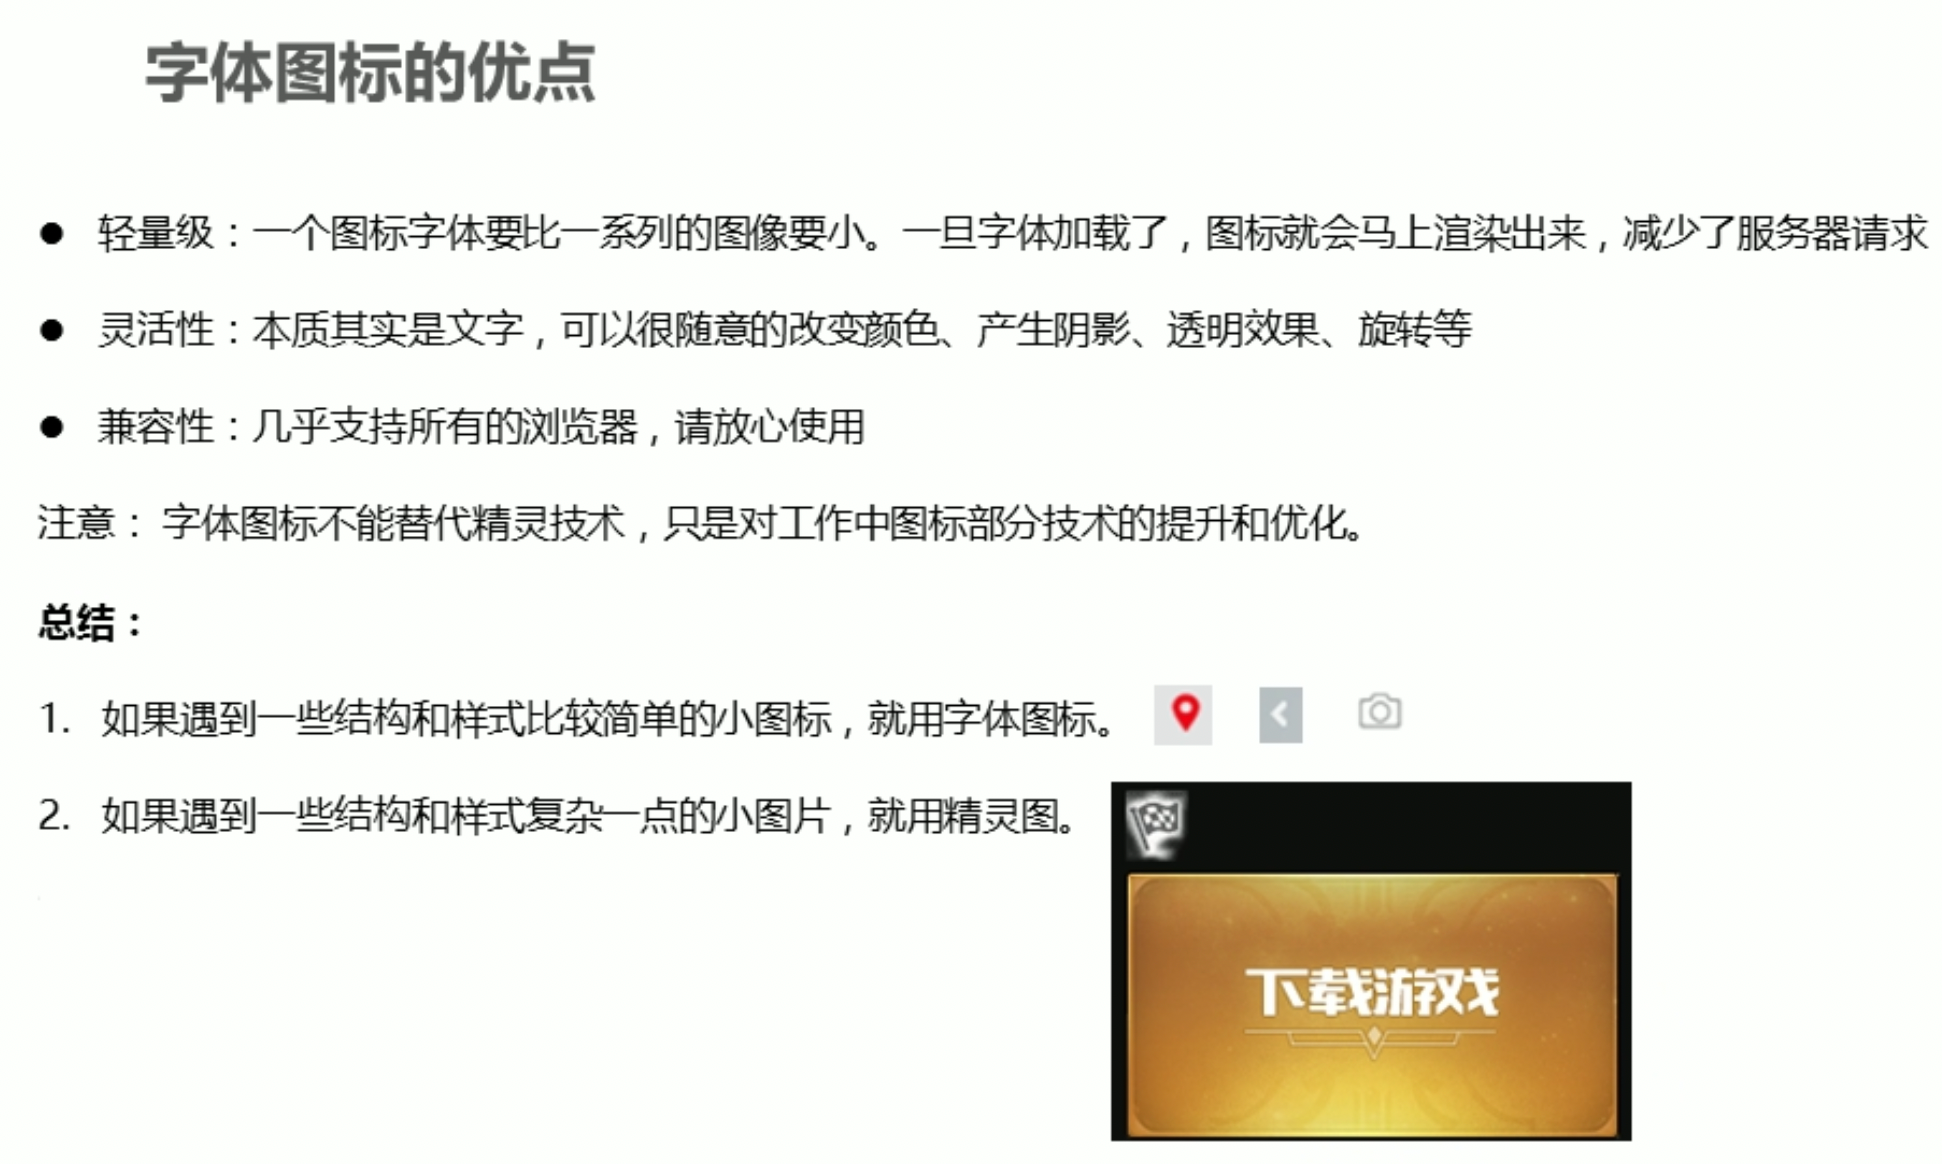 字体图标的优点
● 轻量级：一个图标字体要比一系列的图像要小。一旦字体加载了，图标就会马上渲染出来，减少了服务器请求
● 灵活性：本质其实是文字，可以很随意的改变颜色、产生阴影、透明效果、旋转等
● 兼容性：几乎支持所有的浏览器，请放心使用
注意： 字体图标不能替代精灵技术，只是对工作中图标部分技术的提升和优化。
总结：
1. 如果遇到一些结构和样式比较简单的小图标，就用字体图标。
2. 如果遇到一些结构和样式复杂一点的小图片，就用精灵图。
下载游戏